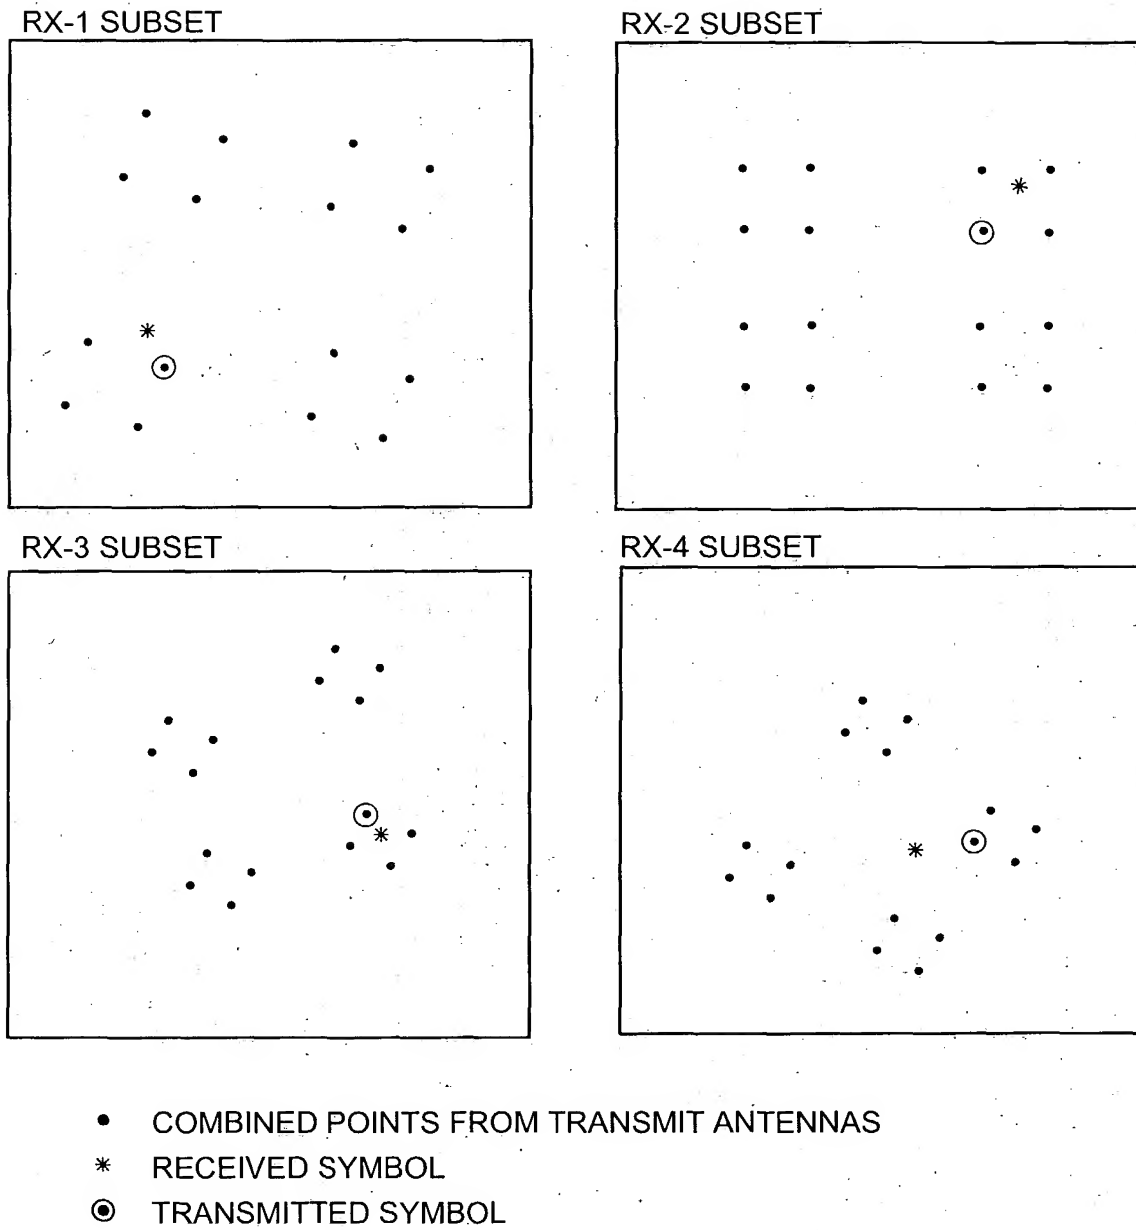 RX-1 SUBSET
RX-2 SUBSET
RX-3 SUBSET
RX-4 SUBSET
COMBINED POINTS FROM TRANSMIT ANTENNAS
RECEIVED SYMBOL
TRANSMITTED SYMBOL